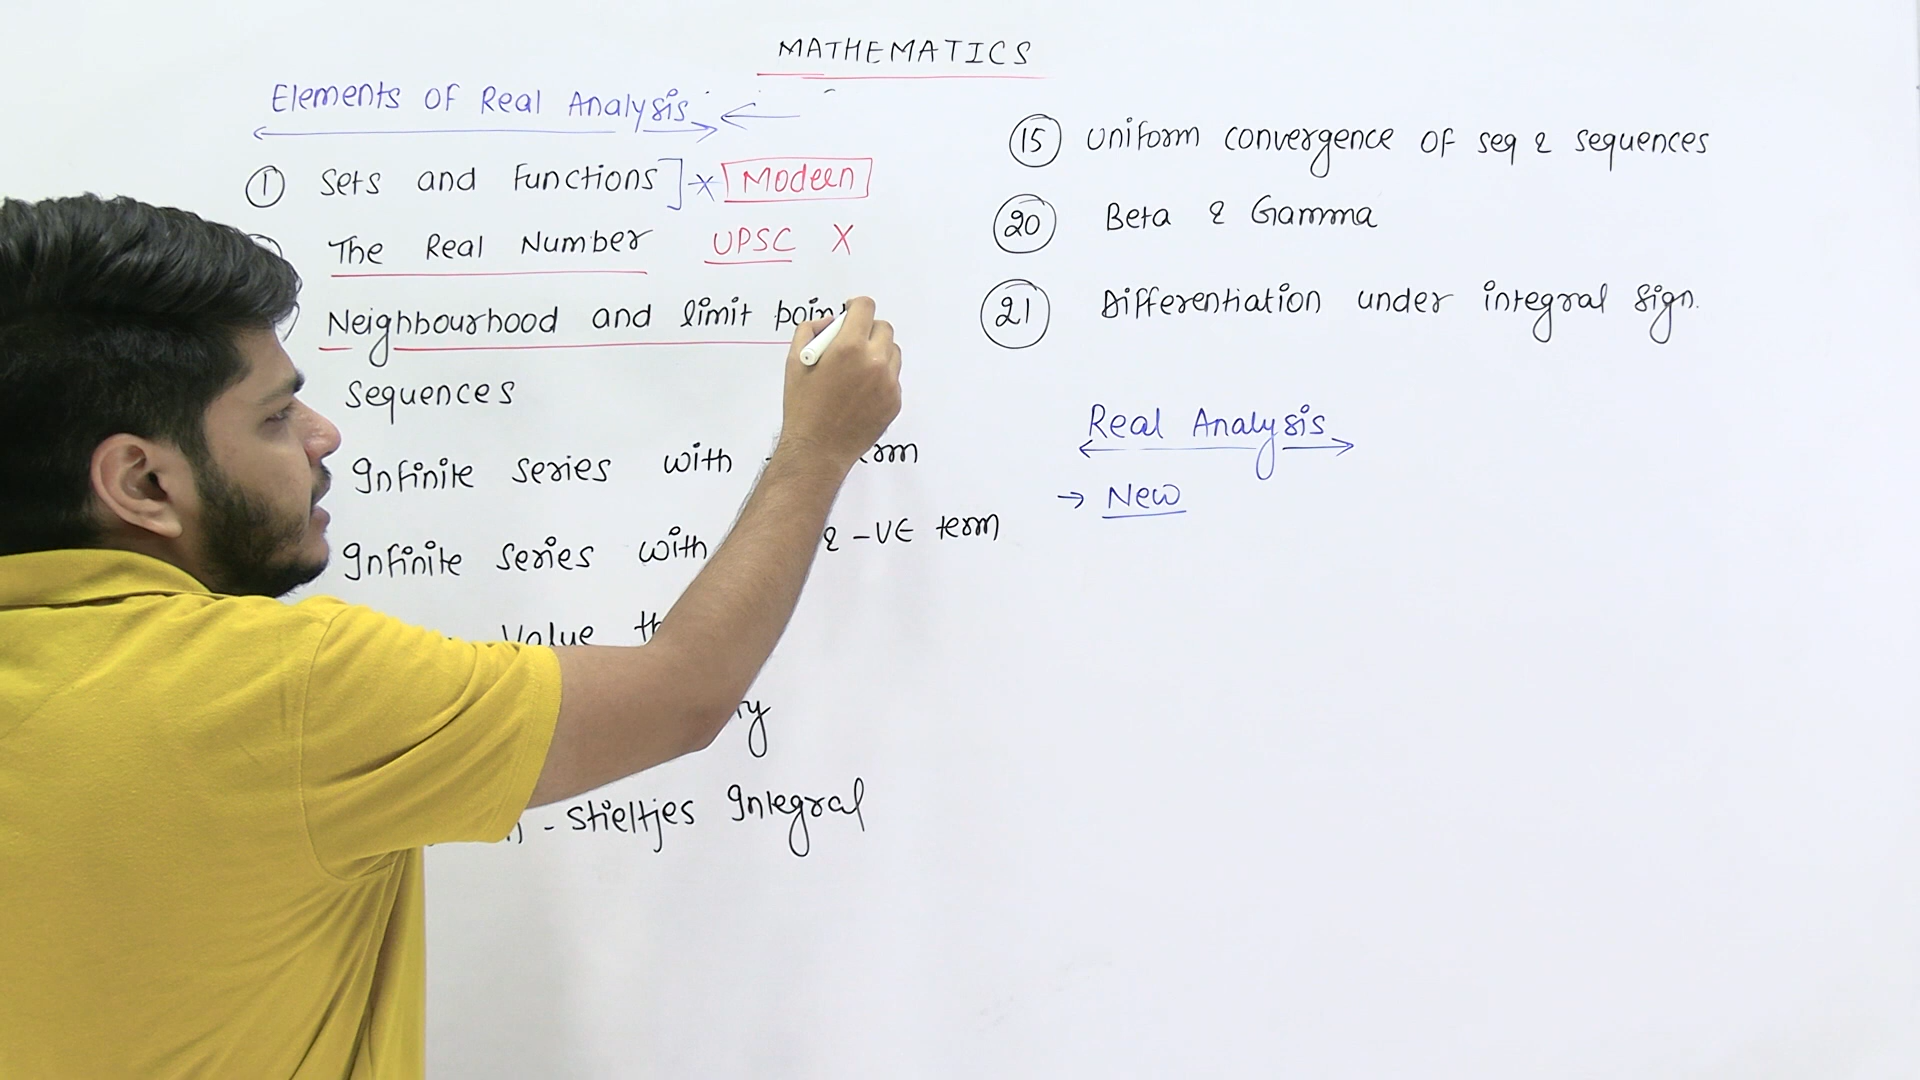 MATHEMATICS
Elements OF Real Analysis ←
① Sets and Functions ] × Modern
The Real Number UPSC X
Neighbourhood and limit point
Sequences
Infinite series with
Infinite series with & -VE term
Value
- Stieltjes Integral
⑮ Uniform convergence OF seq & sequences
⑳ Beta & Gamma
㉑ Differentiation under integral sign.
Real Analysis
→ New